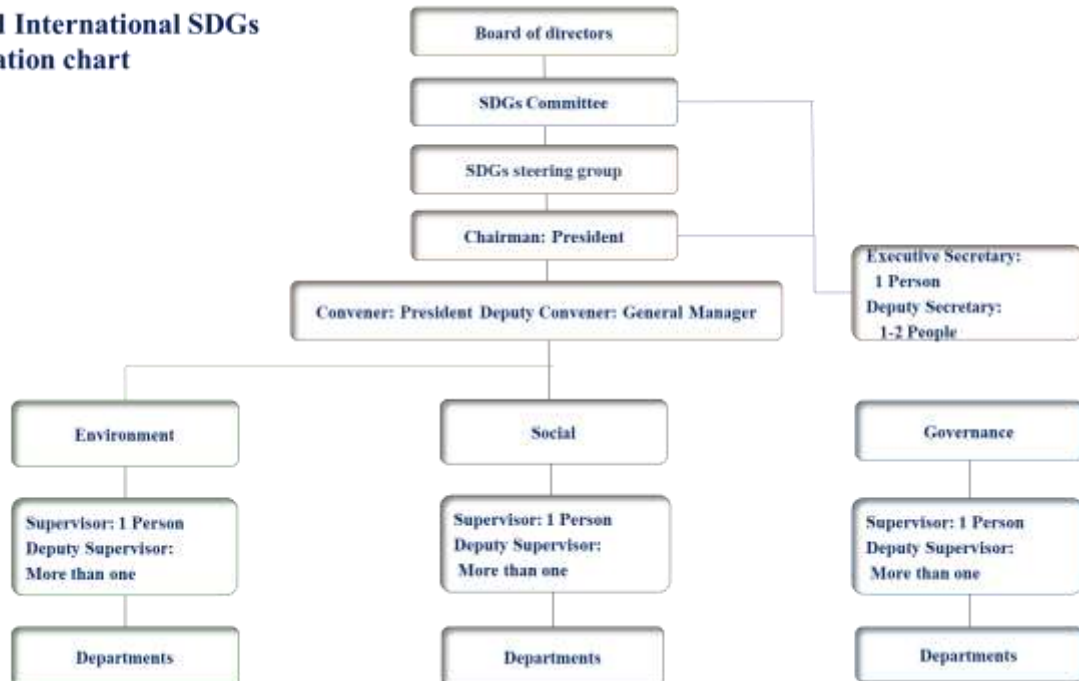 International SDGs
chart
Board of directors
SDGs Committee
SDGs steering group
Chairman: President
Executive Secretary:
1 Person
Deputy Secretary:
1-2 People
Convener: President Deputy Convener: General Manager
Environment
Social
Governance
Supervisor: 1 Person
Deputy Supervisor:
More than one
Supervisor: 1 Person
Deputy Supervisor:
More than one
Supervisor: 1 Person
Deputy Supervisor:
More than one
Departments
Departments
Departments